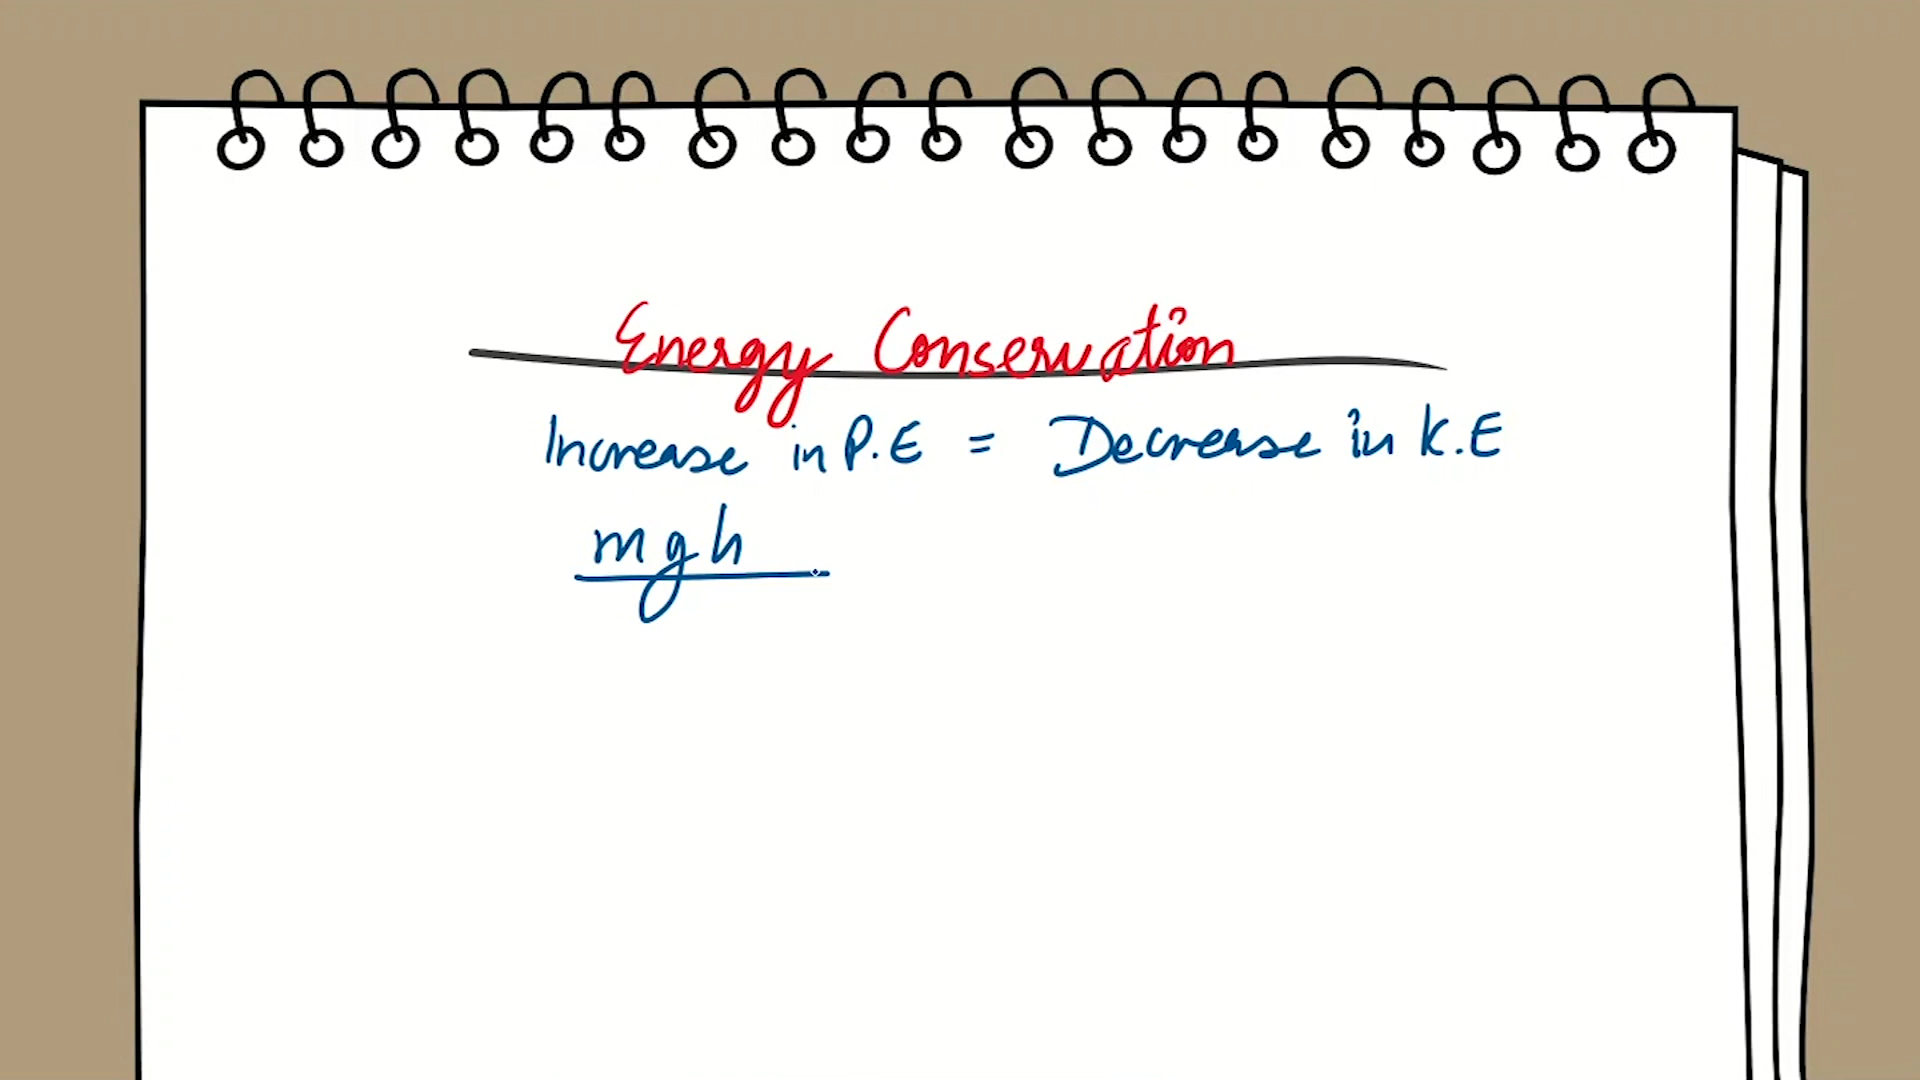 Energy Conservation
Increase in P.E = Decrease in K.E
mgh